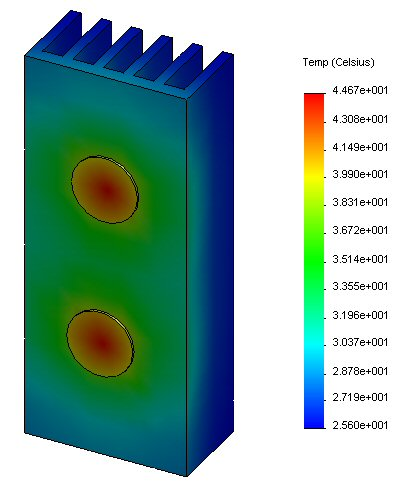 Temp (Celsius)
4.467e+001
4.308e+001
4.149e+001
3.990e+001
3.831e+001
3.672e+001
3.514e+001
3.355e+001
3.196e+001
3.037e+001
2.878e+001
2.719e+001
2.560e+001